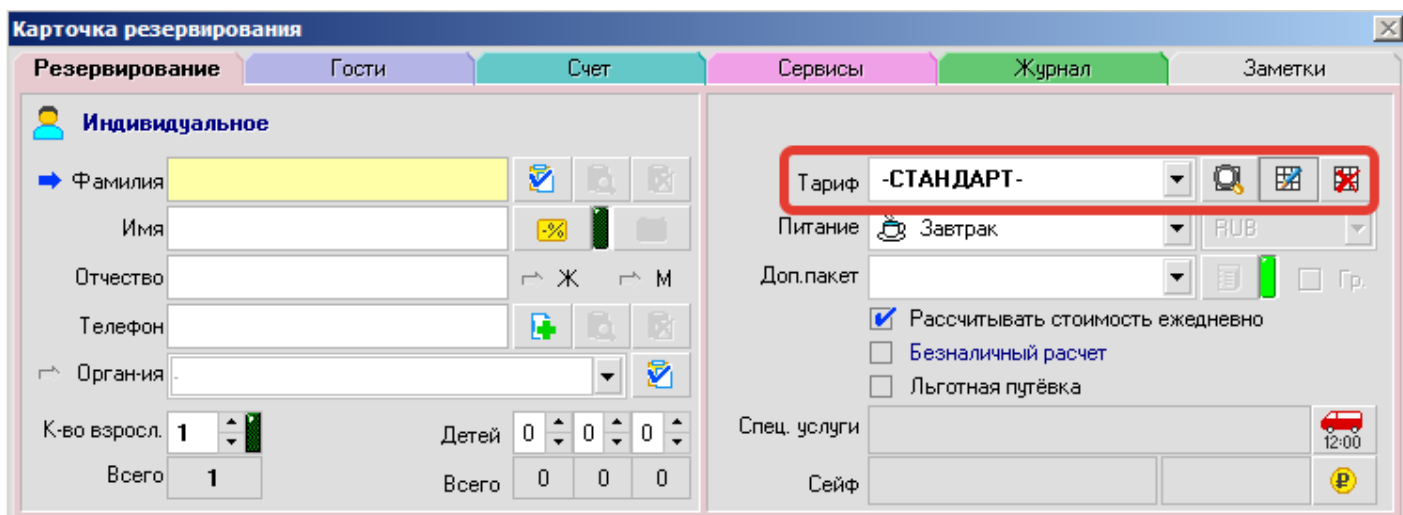 Карточка резервирования
Резервирование Гости Счет Сервисы Журнал Заметки
Индивидуальное
Фамилия
Имя
-%
Отчество
Ж М
Телефон
Орган-ия -
К-во взросл. 1 Детей 0 0 0
Всего 1 Всего 0 0 0
Тариф -СТАНДАРТ-
Питание Завтрак RUB
Доп.пакет Гр.
Рассчитывать стоимость ежедневно
Безналичный расчет
Льготная путёвка
Спец. услуги 12:00
Сейф ₽